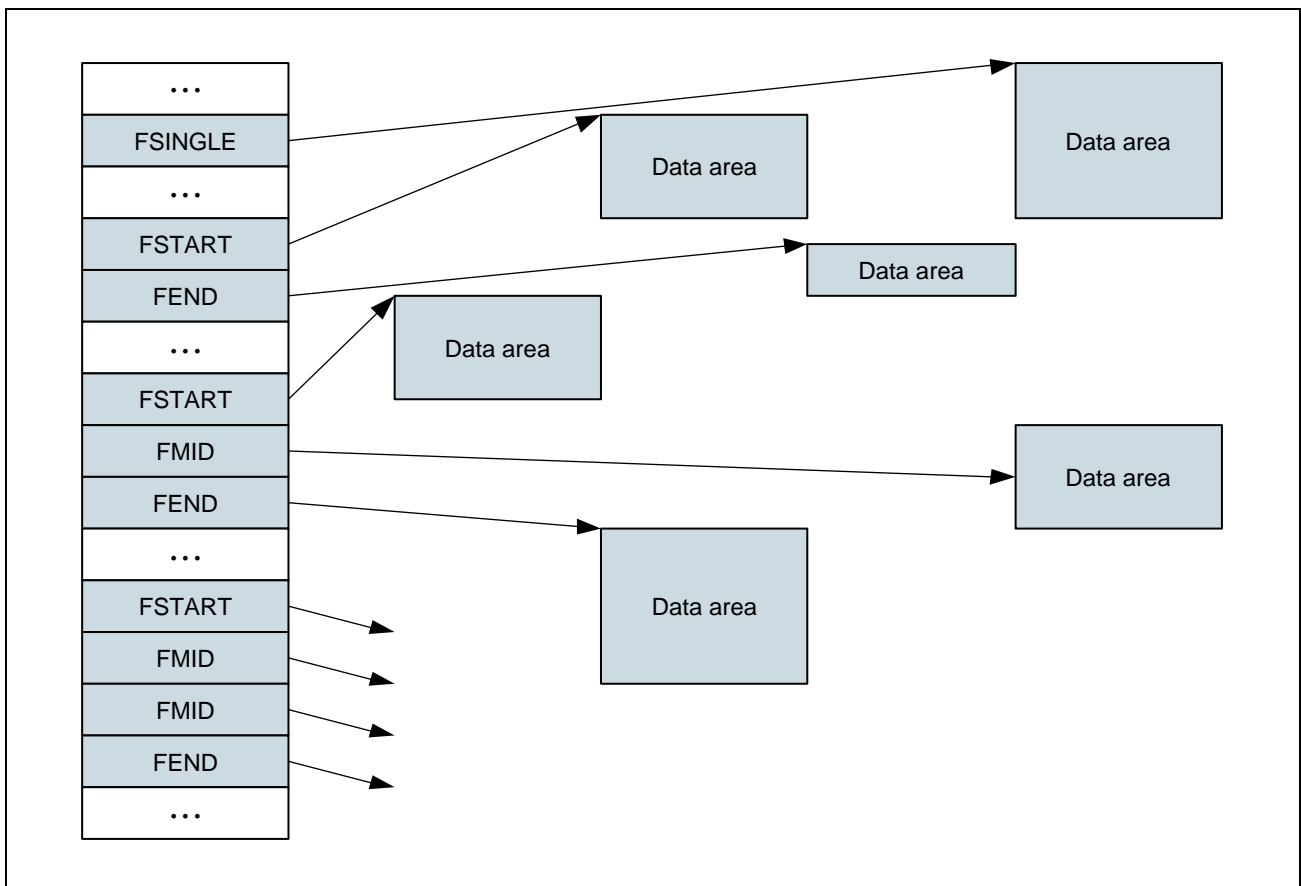 ...
FSINGLE
...
FSTART
FEND
...
FSTART
FMID
FEND
...
FSTART
FMID
FMID
FEND
...
Data area
Data area
Data area
Data area
Data area
Data area